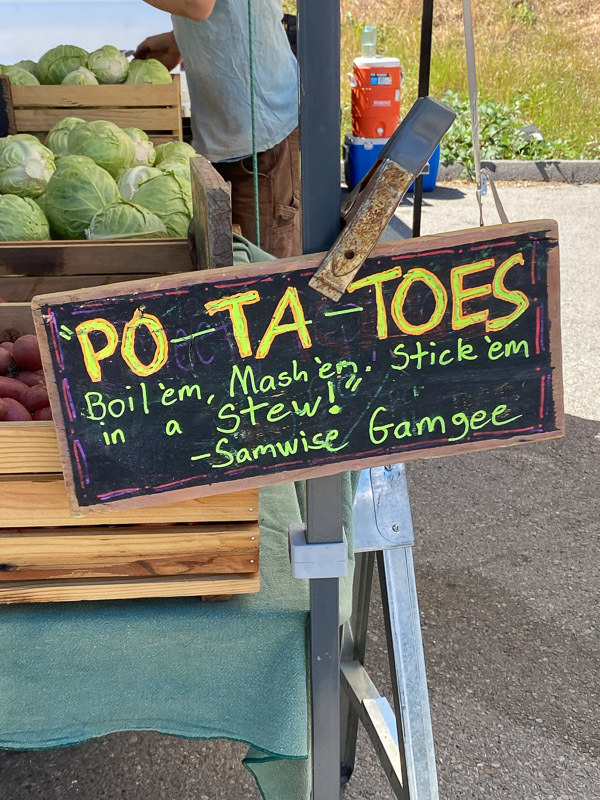 "PO-TA-TOES
Boil'em, Mash'em. Stick'em
in a Stew!"
-Samwise Gamgee